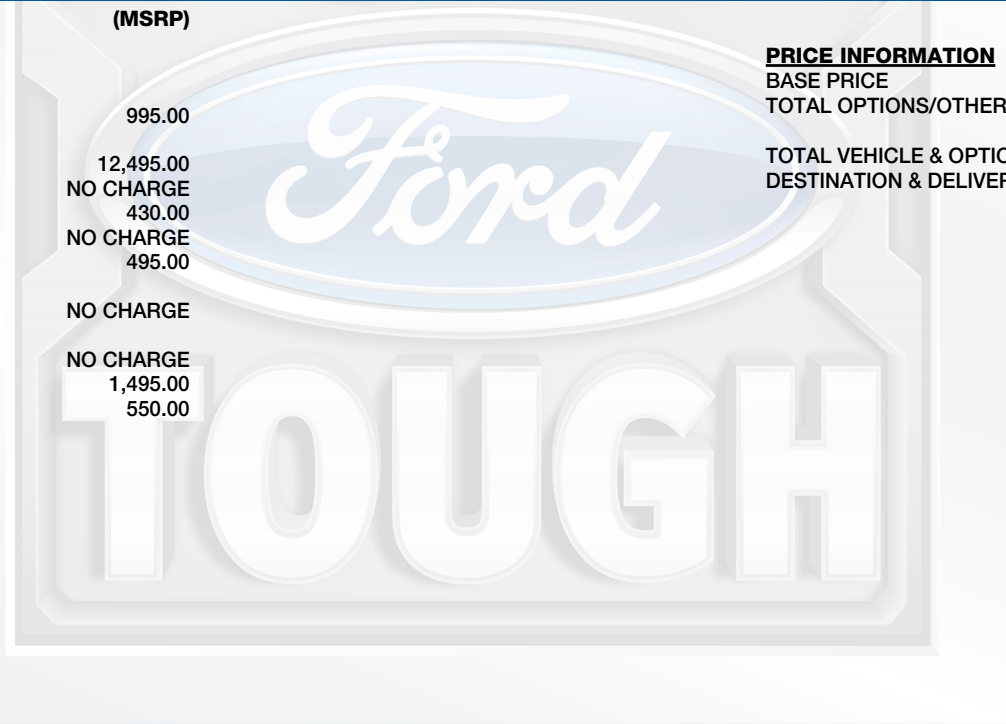 (MSRP)
995.00
12,495.00
NO CHARGE
430.00
NO CHARGE
495.00
NO CHARGE
NO CHARGE
1,495.00
550.00
PRICE INFORMATION
BASE PRICE
TOTAL OPTIONS/OTHER
TOTAL VEHICLE & OPTIO
DESTINATION & DELIVER
Ford
TOUGH